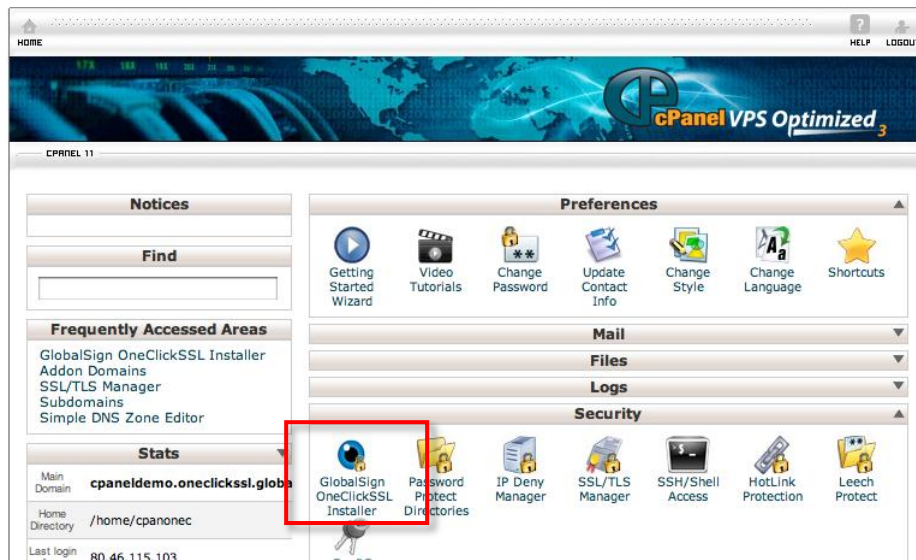 HOME
HELP
LOGOU
cPanel VPS Optimized 3
CPANEL 11
Notices
Find
Frequently Accessed Areas
GlobalSign OneClickSSL Installer
Addon Domains
SSL/TLS Manager
Subdomains
Simple DNS Zone Editor
Stats
Main
Domain
cpaneldemo.oneclickssl.globa
Home
Directory
/home/cpanonec
Last login
80.46.115.103
Preferences
Getting
Started
Wizard
Video
Tutorials
Change
Password
Update
Contact
Info
Change
Style
Change
Language
Shortcuts
Mail
Files
Logs
Security
GlobalSign
OneClickSSL
Installer
Password
Protect
Directories
IP Deny
Manager
SSL/TLS
Manager
SSH/Shell
Access
HotLink
Protection
Leech
Protect